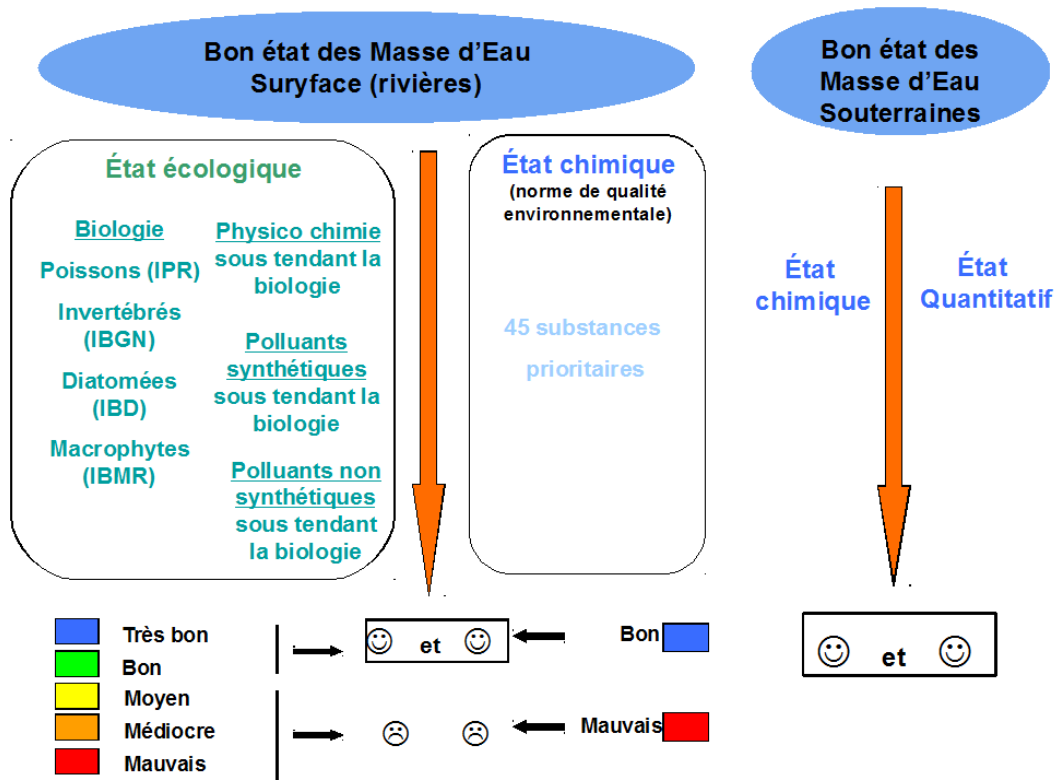 Bon état des Masse d'Eau
Suryface (rivières)
Bon état des
Masse d'Eau
Souterraines
État écologique
Biologie
Poissons (IPR)
Invertébrés
(IBGN)
Diatomées
(IBD)
Macrophytes
(IBMR)
Physico chimie
sous tendant la
biologie
Polluants
synthétiques
sous tendant la
biologie
Polluants non
synthétiques
sous tendant
la biologie
État chimique
(norme de qualité
environnementale)
45 substances
prioritaires
État
chimique
État
Quantitatif
Très bon
Bon
Moyen
Médiocre
Mauvais
et
Bon
Mauvais
et